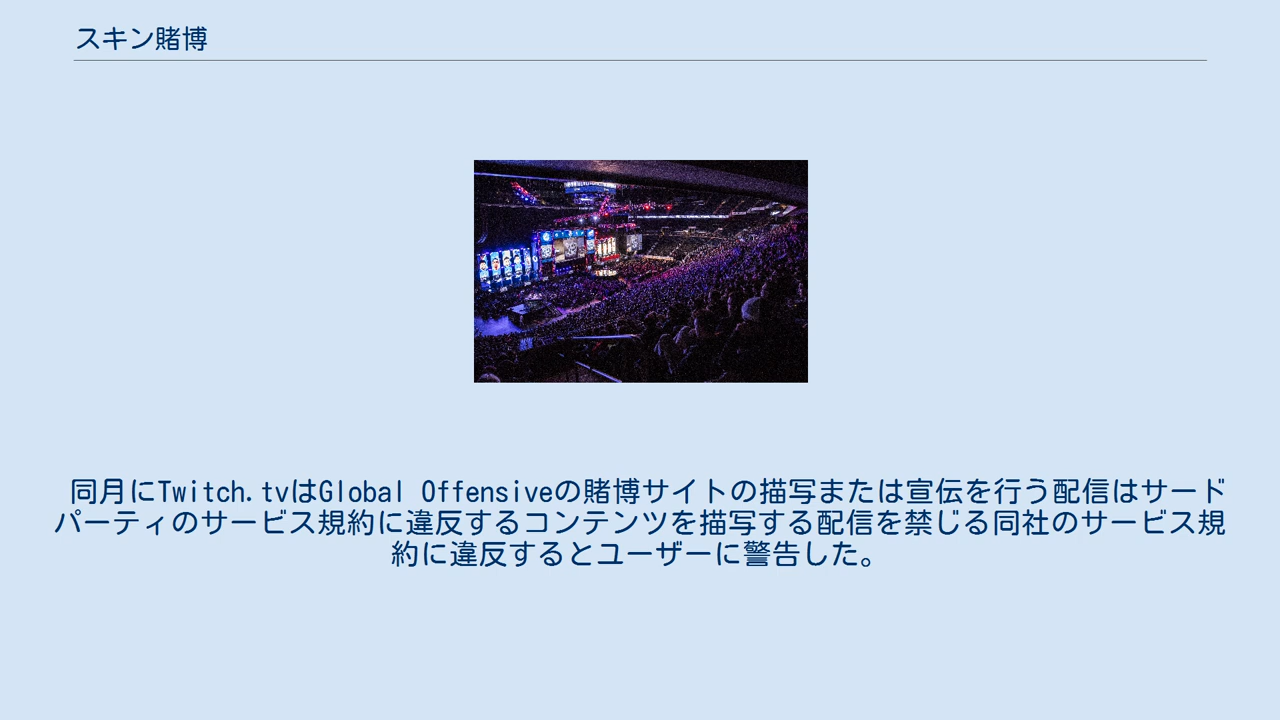 スキン賭博
同月にTwitch.tvはGlobal Offensiveの賭博サイトの描写または宣伝を行う配信はサード
パーティのサービス規約に違反するコンテンツを描写する配信を禁じる同社のサービス規
約に違反するとユーザーに警告した。